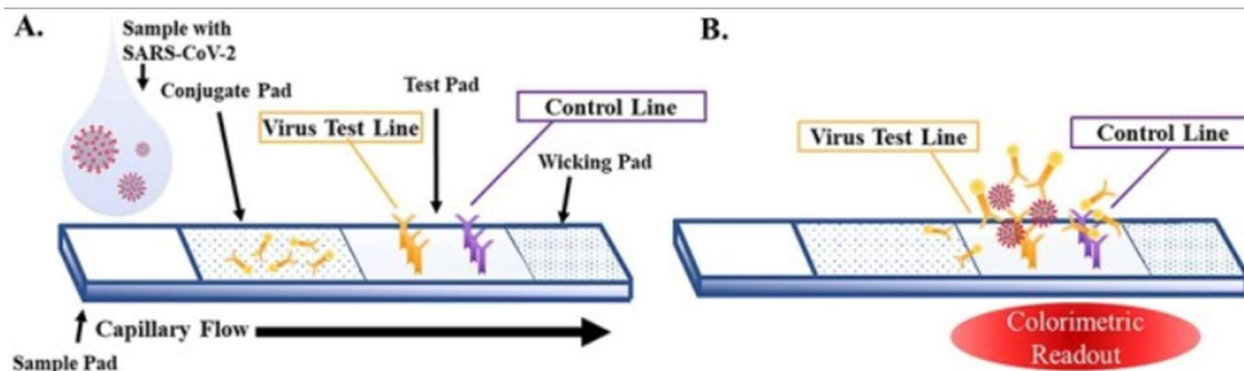 A.
Sample with
SARS-CoV-2
Conjugate Pad
Test Pad
Virus Test Line
Control Line
Wicking Pad
Capillary Flow
Sample Pad
B.
Virus Test Line
Control Line
Colorimetric
Readout